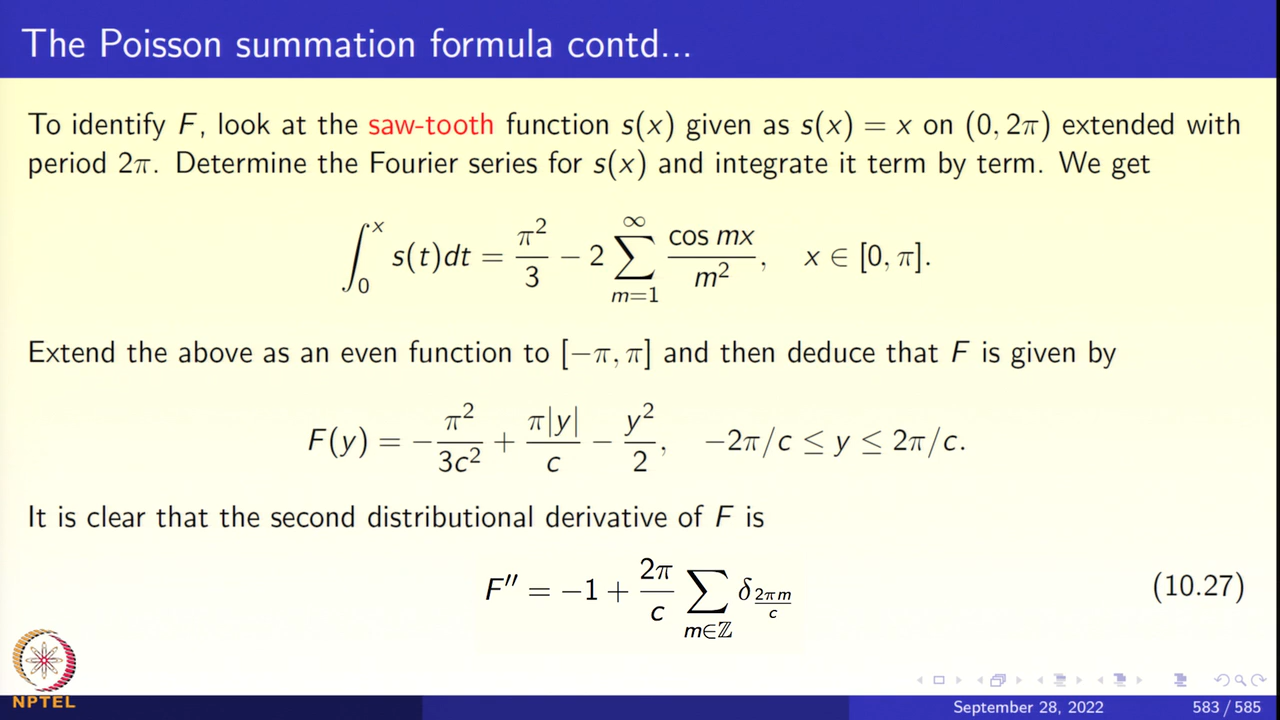 The Poisson summation formula contd...
To identify F, look at the saw-tooth function s(x) given as s(x) = x on (0, 2π) extended with
period 2π. Determine the Fourier series for s(x) and integrate it term by term. We get
∫₀ˣ s(t)dt = π²/3 − 2 ∑_{m=1}^{∞} cos mx / m², x ∈ [0, π].
Extend the above as an even function to [−π, π] and then deduce that F is given by
F(y) = −π²/3c² + π|y|/c − y²/2, −2π/c ≤ y ≤ 2π/c.
It is clear that the second distributional derivative of F is
F″ = −1 + 2π/c ∑_{m∈ℤ} δ_{2πm/c} (10.27)
NPTEL
September 28, 2022 583 / 585